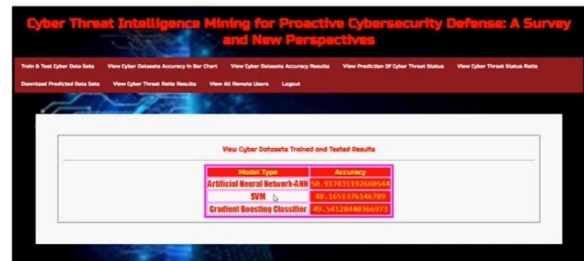 Cyber Threat Intelligence Mining for Proactive Cybersecurity Defense: A Survey
and New Perspectives
Train & Test Cyber Data Sets View Cyber Datasets Accuracy in Bar Chart View Cyber Datasets Accuracy Results View Prediction Of Cyber Threat Status View Cyber Threat Status Ratio
Download Predicted Data Sets View Cyber Threat Ratio Results View All Remote Users Logout
View Cyber Datasets Trained and Tested Results
Model Type Accuracy
Artificial Neural Network-ANN 50.917431192660544
SVM 48.1651376146789
Gradient Boosting Classifier 49.54128440366973